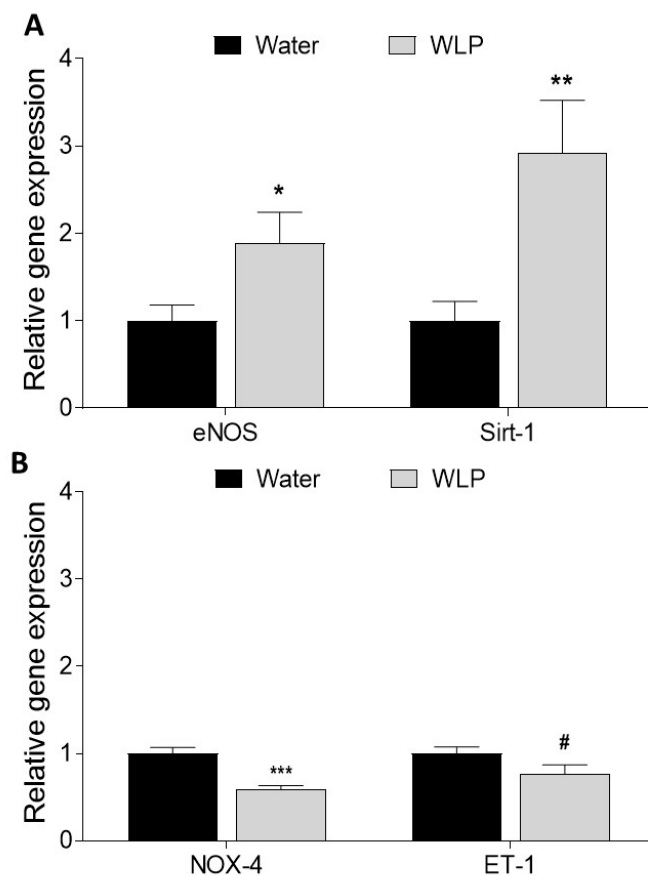 A
Water WLP
Relative gene expression
4
3
2
1
0
*
**
eNOS Sirt-1
B
Water WLP
Relative gene expression
4
3
2
1
0
***
#
NOX-4 ET-1